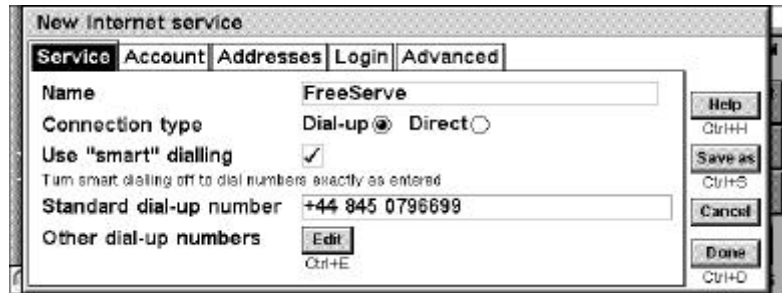 New Internet service
Service Account Addresses Login Advanced
Name FreeServe
Connection type Dial-up Direct
Use "smart" dialling ✓
Turn smart dialling off to dial numbers exactly as entered
Standard dial-up number +44 845 0796699
Other dial-up numbers Edit
Ctrl+E
Help
Ctrl+H
Save as
Ctrl+S
Cancel
Done
Ctrl+D